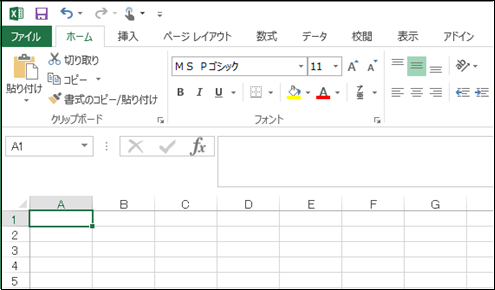 ファイル ホーム 挿入 ページ レイアウト 数式 データ 校閲 表示 アドイン
切り取り
コピー
書式のコピー/貼り付け
貼り付け
クリップボード
ＭＳ Ｐゴシック 11 A A
B I U A ア 亜
フォント
A1 fx
A B C D E F G
1
2
3
4
5